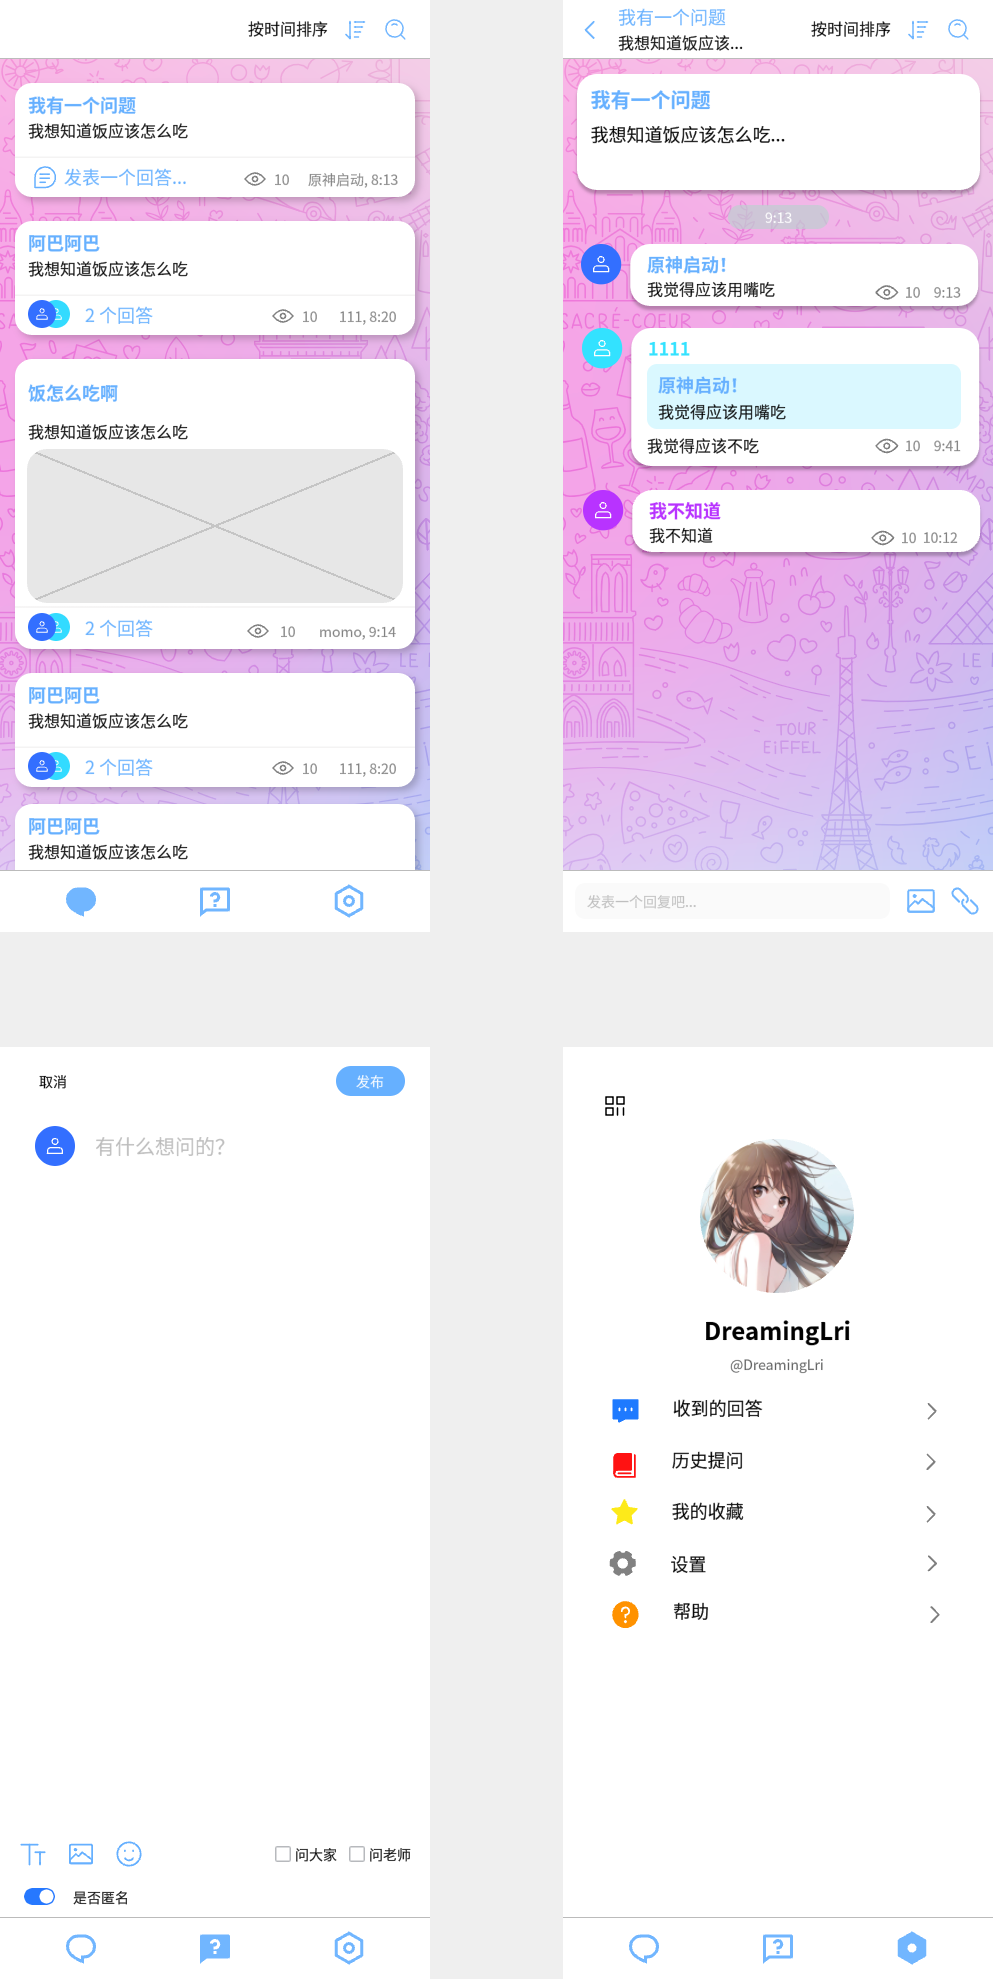 按时间排序
我有一个问题
我想知道饭应该怎么吃
发表一个回答...
10
原神启动, 8:13
阿巴阿巴
我想知道饭应该怎么吃
2 个回答
10
111, 8:20
饭怎么吃啊
我想知道饭应该怎么吃
2 个回答
10
momo, 9:14
阿巴阿巴
我想知道饭应该怎么吃
2 个回答
10
111, 8:20
阿巴阿巴
我想知道饭应该怎么吃
我有一个问题
我想知道饭应该...
按时间排序
我有一个问题
我想知道饭应该怎么吃...
9:13
原神启动!
我觉得应该用嘴吃
10
9:13
SACRÉ-COEUR
1111
原神启动!
我觉得应该用嘴吃
我觉得应该不吃
10
9:41
我不知道
我不知道
10
10:12
TOUR
EiFFEL
发表一个回复吧...
取消
发布
有什么想问的?
问大家
问老师
是否匿名
DreamingLri
@DreamingLri
收到的回答
历史提问
我的收藏
设置
帮助